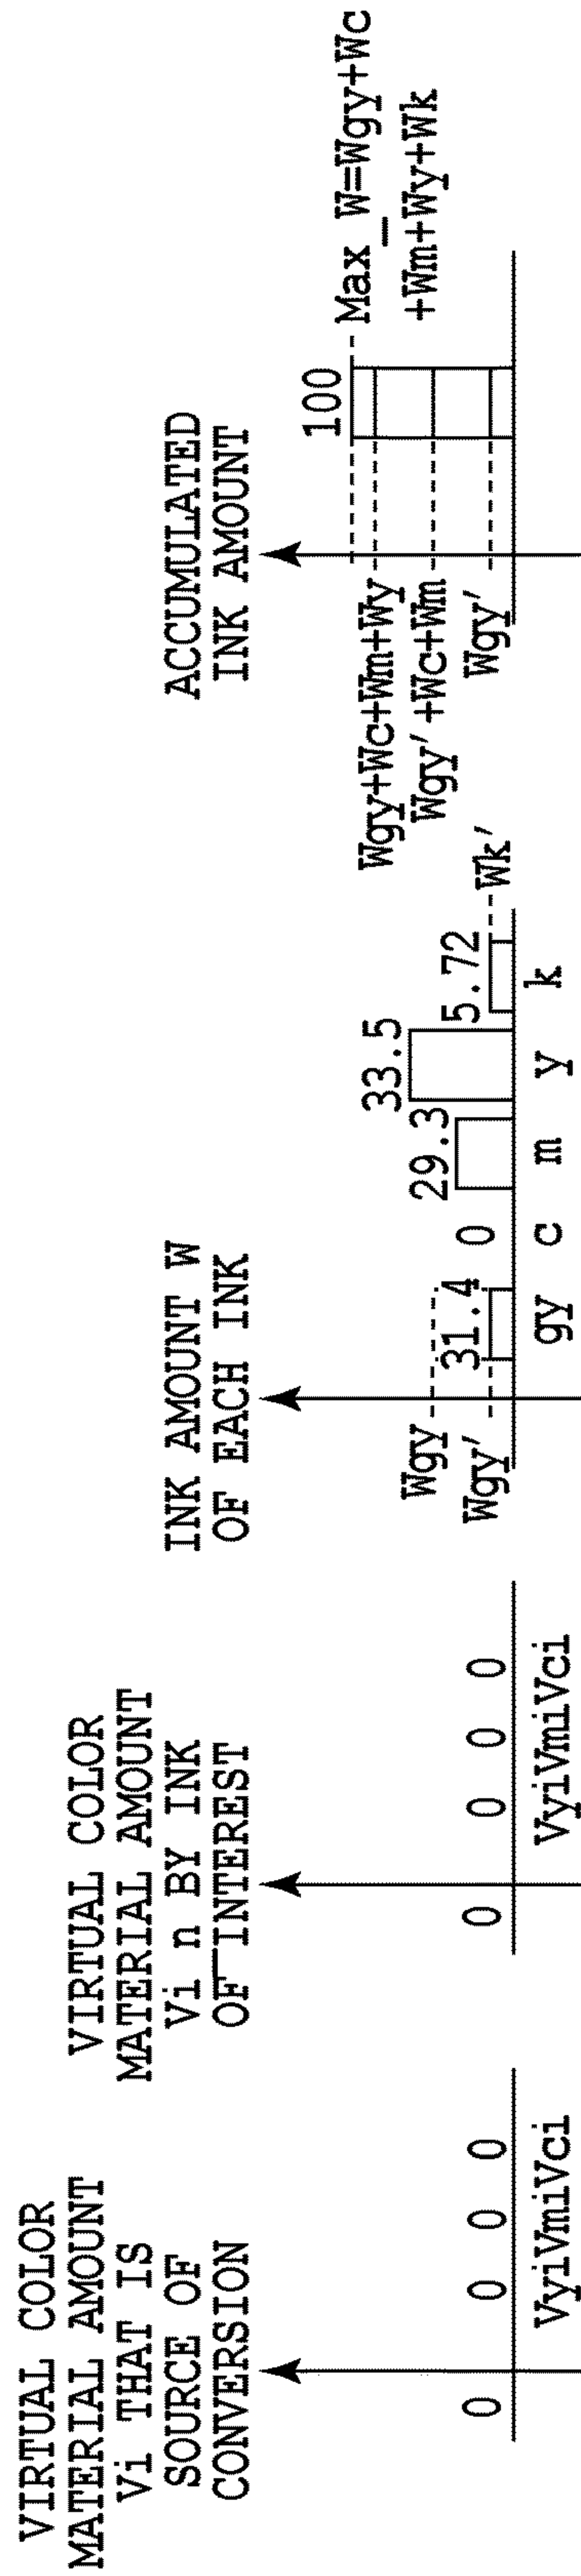 VIRTUAL COLOR
MATERIAL AMOUNT
Vi THAT IS
SOURCE OF
CONVERSION
0
0 0 0
VyiVmiVci
VIRTUAL COLOR
MATERIAL AMOUNT
Vi n BY INK
OF INTEREST
0
0 0 0
VyiVmiVci
INK AMOUNT W
OF EACH INK
Wgy
Wgy'
31.4
0
29.3
33.5
5.72
Wk'
gy c m y k
ACCUMULATED
INK AMOUNT
Wgy+Wc+Wm+Wy
Wgy'+Wc+Wm
Wgy'
100
Max_W=Wgy+Wc
+Wm+Wy+Wk